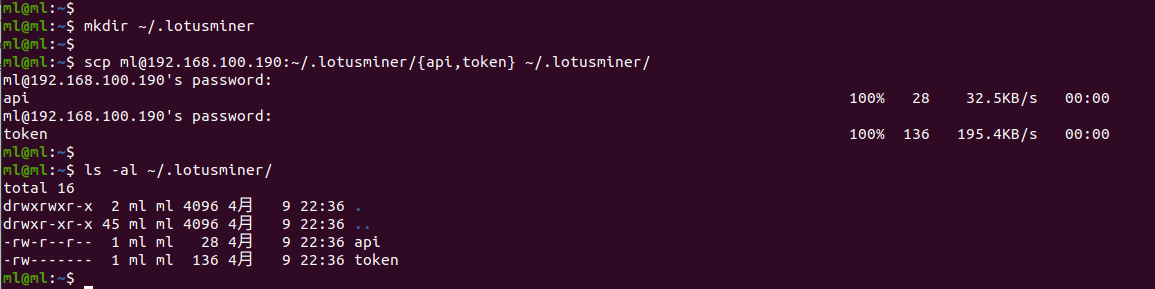 ml@ml:~$
ml@ml:~$ mkdir ~/.lotusminer
ml@ml:~$
ml@ml:~$ scp ml@192.168.100.190:~/.lotusminer/{api,token} ~/.lotusminer/
ml@192.168.100.190's password:
api 100% 28 32.5KB/s 00:00
ml@192.168.100.190's password:
token 100% 136 195.4KB/s 00:00
ml@ml:~$
ml@ml:~$ ls -al ~/.lotusminer/
total 16
drwxrwxr-x 2 ml ml 4096 4月 9 22:36 .
drwxr-xr-x 45 ml ml 4096 4月 9 22:36 ..
-rw-r--r-- 1 ml ml 28 4月 9 22:36 api
-rw------- 1 ml ml 136 4月 9 22:36 token
ml@ml:~$